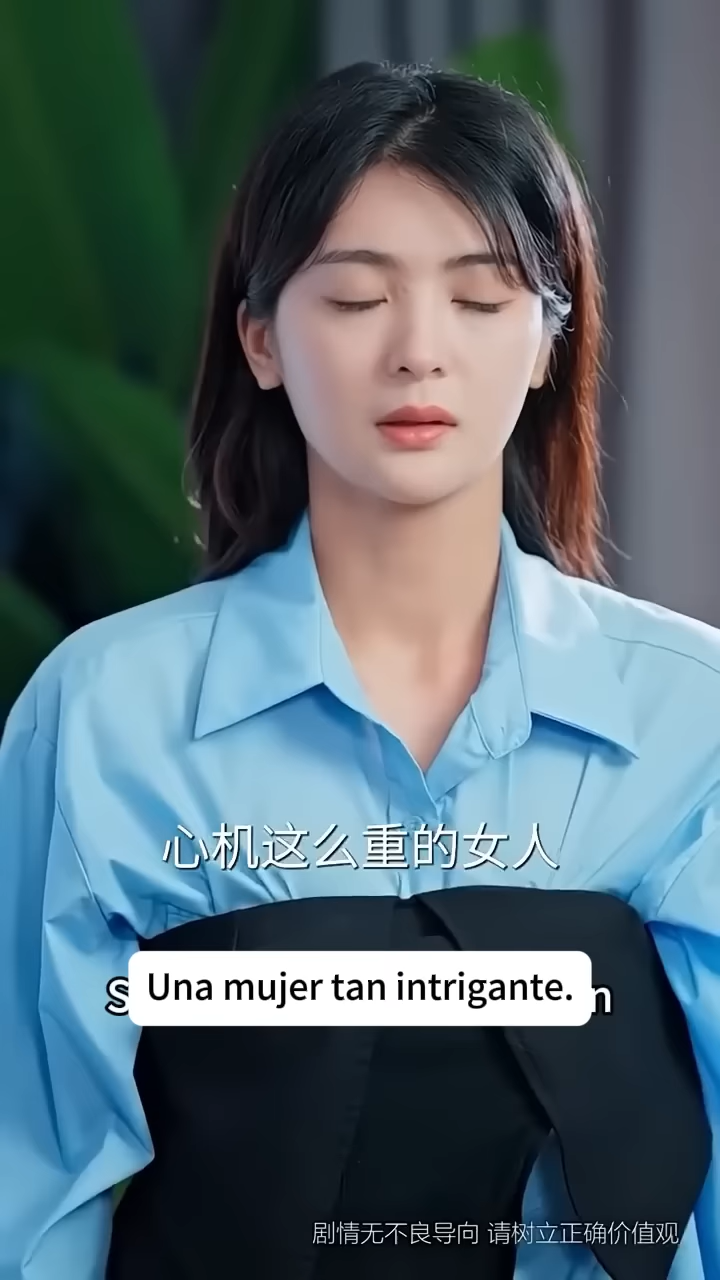 心机这么重的女人
Una mujer tan intrigante.
剧情无不良导向 请树立正确价值观